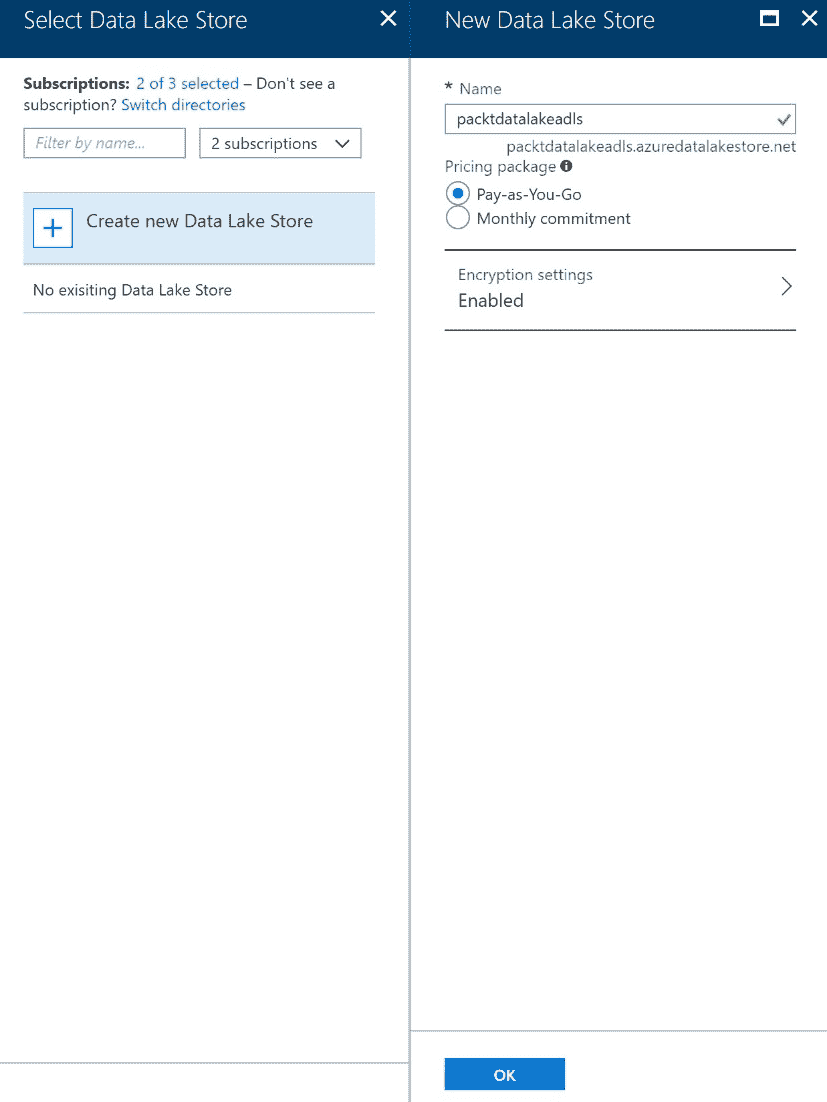 Select Data Lake Store
Subscriptions: 2 of 3 selected – Don't see a
subscription? Switch directories
Filter by name...
2 subscriptions
Create new Data Lake Store
No exisiting Data Lake Store
New Data Lake Store
* Name
packtdatalakeadls
packtdatalakeadls.azuredatalakestore.net
Pricing package
Pay-as-You-Go
Monthly commitment
Encryption settings
Enabled
OK